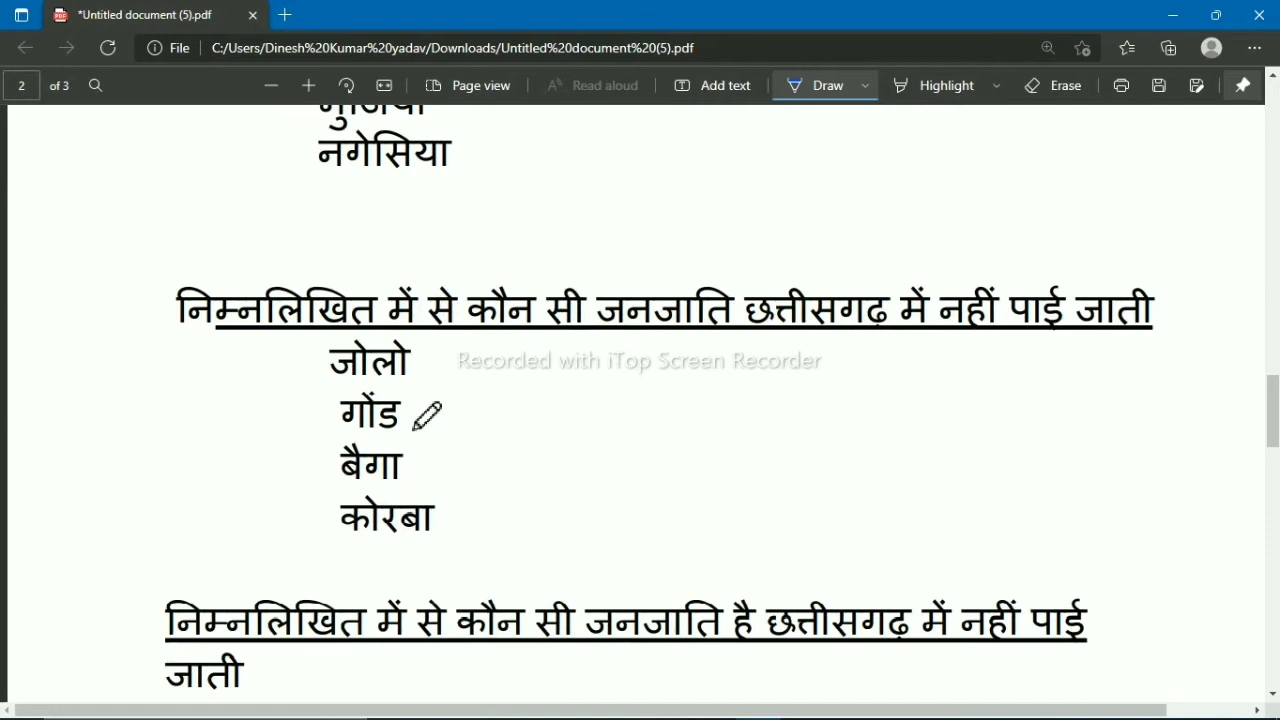 *Untitled document (5).pdf
File C:/Users/Dinesh%20Kumar%20yadav/Downloads/Untitled%20document%20(5).pdf
2 of 3 Page view Read aloud Add text Draw Highlight Erase
नगेसिया
निम्नलिखित में से कौन सी जनजाति छत्तीसगढ़ में नहीं पाई जाती
जोलो
Recorded with iTop Screen Recorder
गोंड
बैगा
कोरबा
निम्नलिखित में से कौन सी जनजाति है छत्तीसगढ़ में नहीं पाई
जाती